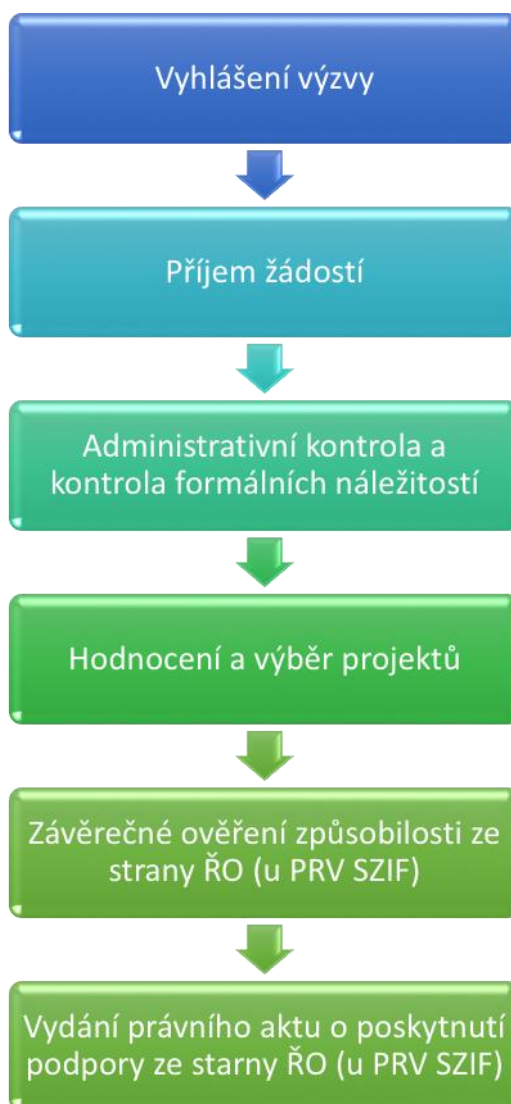 Vyhlášení výzvy
Příjem žádostí
Administrativní kontrola a
kontrola formálních náležitostí
Hodnocení a výběr projektů
Závěrečné ověření způsobilosti ze
strany ŘO (u PRV SZIF)
Vydání právního aktu o poskytnutí
podpory ze starny ŘO (u PRV SZIF)